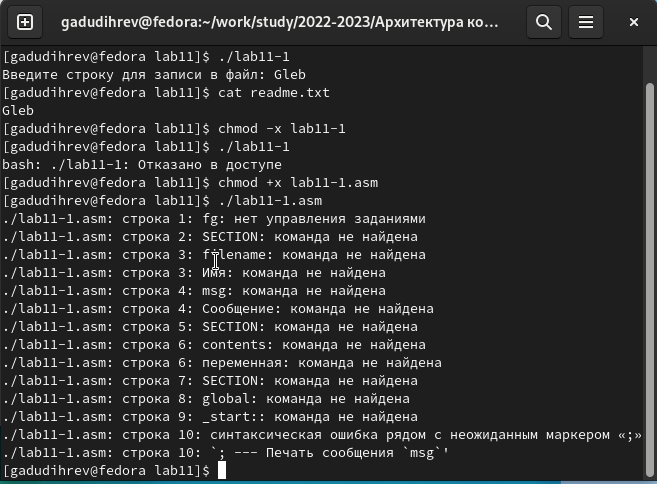 gadudihrev@fedora:~/work/study/2022-2023/Архитектура ко...
[gadudihrev@fedora lab11]$ ./lab11-1
Введите строку для записи в файл: Gleb
[gadudihrev@fedora lab11]$ cat readme.txt
Gleb
[gadudihrev@fedora lab11]$ chmod -x lab11-1
[gadudihrev@fedora lab11]$ ./lab11-1
bash: ./lab11-1: Отказано в доступе
[gadudihrev@fedora lab11]$ chmod +x lab11-1.asm
[gadudihrev@fedora lab11]$ ./lab11-1.asm
./lab11-1.asm: строка 1: fg: нет управления заданиями
./lab11-1.asm: строка 2: SECTION: команда не найдена
./lab11-1.asm: строка 3: filename: команда не найдена
./lab11-1.asm: строка 3: Имя: команда не найдена
./lab11-1.asm: строка 4: msg: команда не найдена
./lab11-1.asm: строка 4: Сообщение: команда не найдена
./lab11-1.asm: строка 5: SECTION: команда не найдена
./lab11-1.asm: строка 6: contents: команда не найдена
./lab11-1.asm: строка 6: переменная: команда не найдена
./lab11-1.asm: строка 7: SECTION: команда не найдена
./lab11-1.asm: строка 8: global: команда не найдена
./lab11-1.asm: строка 9: _start:: команда не найдена
./lab11-1.asm: строка 10: синтаксическая ошибка рядом с неожиданным маркером «;»
./lab11-1.asm: строка 10: `; --- Печать сообщения `msg`'
[gadudihrev@fedora lab11]$